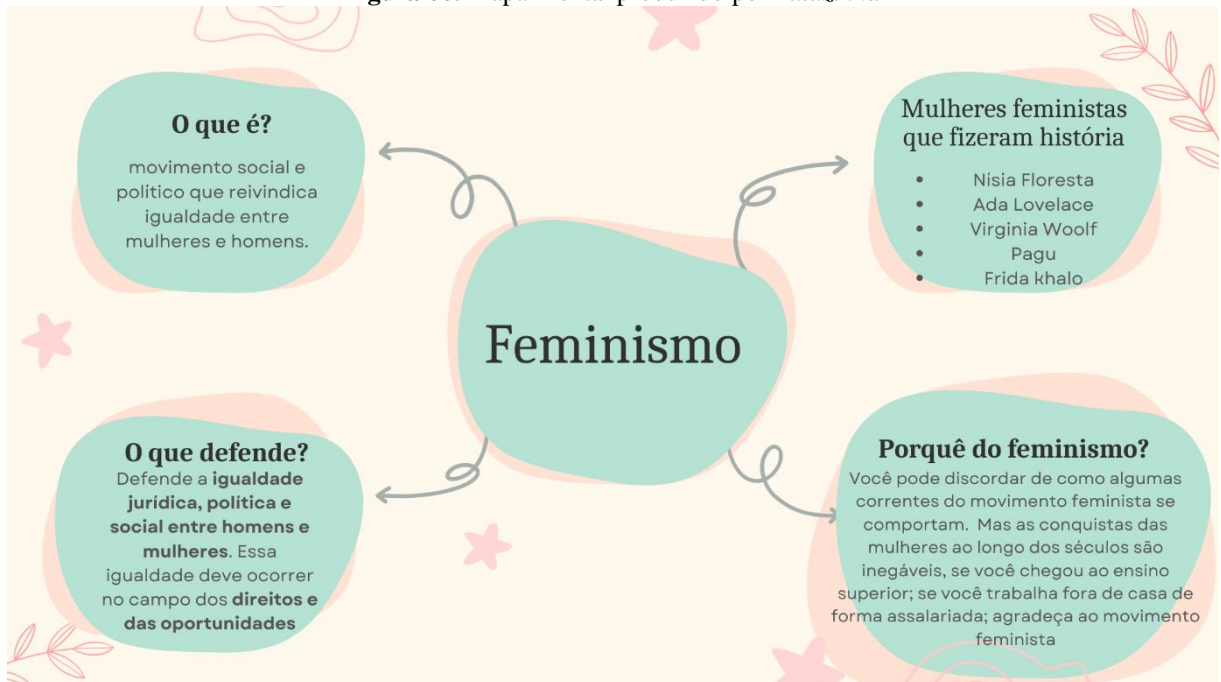 O que é?
movimento social e
político que reivindica
igualdade entre
mulheres e homens.
Mulheres feministas
que fizeram história
• Nísia Floresta
• Ada Lovelace
• Virginia Woolf
• Pagu
• Frida khalo
Feminismo
O que defende?
Defende a igualdade
jurídica, política e
social entre homens e
mulheres. Essa
igualdade deve ocorrer
no campo dos direitos e
das oportunidades
Porquê do feminismo?
Você pode discordar de como algumas
correntes do movimento feminista se
comportam. Mas as conquistas das
mulheres ao longo dos séculos são
inegáveis, se você chegou ao ensino
superior; se você trabalha fora de casa de
forma assalariada; agradeça ao movimento
feminista